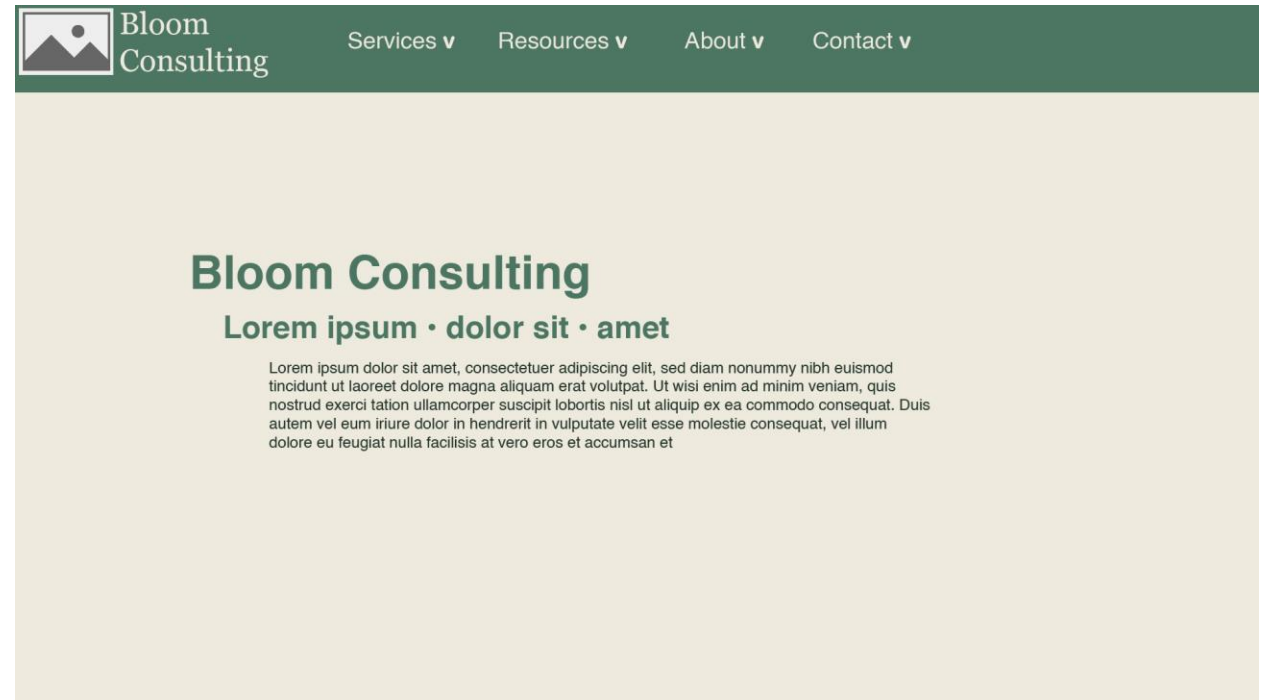 Bloom
Consulting
Services v Resources v About v Contact v
Bloom Consulting
Lorem ipsum • dolor sit • amet
Lorem ipsum dolor sit amet, consectetuer adipiscing elit, sed diam nonummy nibh euismod
tincidunt ut laoreet dolore magna aliquam erat volutpat. Ut wisi enim ad minim veniam, quis
nostrud exerci tation ullamcorper suscipit lobortis nisl ut aliquip ex ea commodo consequat. Duis
autem vel eum iriure dolor in hendrerit in vulputate velit esse molestie consequat, vel illum
dolore eu feugiat nulla facilisis at vero eros et accumsan et